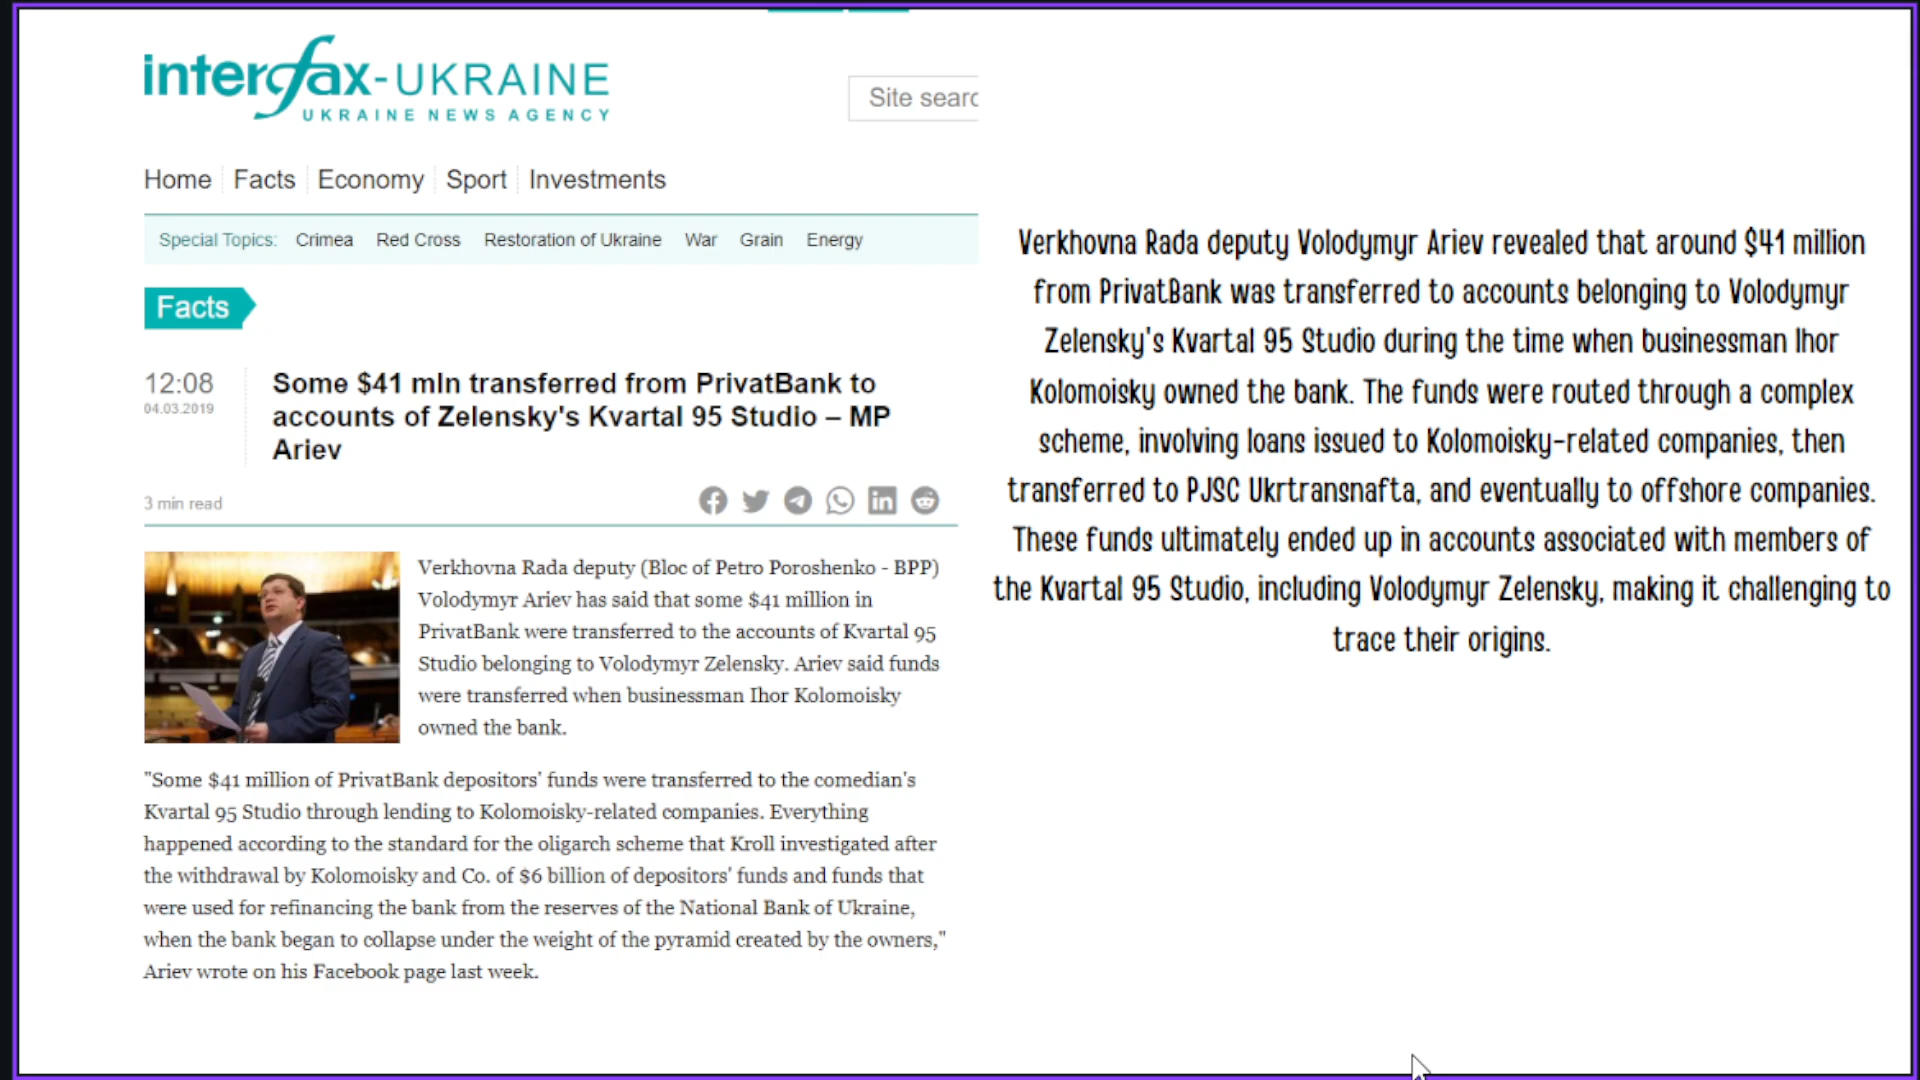 interfax-UKRAINE
UKRAINE NEWS AGENCY
Site searc
Home Facts Economy Sport Investments
Special Topics: Crimea Red Cross Restoration of Ukraine War Grain Energy
Facts
12:08
04.03.2019
Some $41 mln transferred from PrivatBank to
accounts of Zelensky's Kvartal 95 Studio – MP
Ariev
3 min read
Verkhovna Rada deputy (Bloc of Petro Poroshenko - BPP)
Volodymyr Ariev has said that some $41 million in
PrivatBank were transferred to the accounts of Kvartal 95
Studio belonging to Volodymyr Zelensky. Ariev said funds
were transferred when businessman Ihor Kolomoisky
owned the bank.
"Some $41 million of PrivatBank depositors' funds were transferred to the comedian's
Kvartal 95 Studio through lending to Kolomoisky-related companies. Everything
happened according to the standard for the oligarch scheme that Kroll investigated after
the withdrawal by Kolomoisky and Co. of $6 billion of depositors' funds and funds that
were used for refinancing the bank from the reserves of the National Bank of Ukraine,
when the bank began to collapse under the weight of the pyramid created by the owners,"
Ariev wrote on his Facebook page last week.
Verkhovna Rada deputy Volodymyr Ariev revealed that around $41 million
from PrivatBank was transferred to accounts belonging to Volodymyr
Zelensky's Kvartal 95 Studio during the time when businessman Ihor
Kolomoisky owned the bank. The funds were routed through a complex
scheme, involving loans issued to Kolomoisky-related companies, then
transferred to PJSC Ukrtransnafta, and eventually to offshore companies.
These funds ultimately ended up in accounts associated with members of
the Kvartal 95 Studio, including Volodymyr Zelensky, making it challenging to
trace their origins.